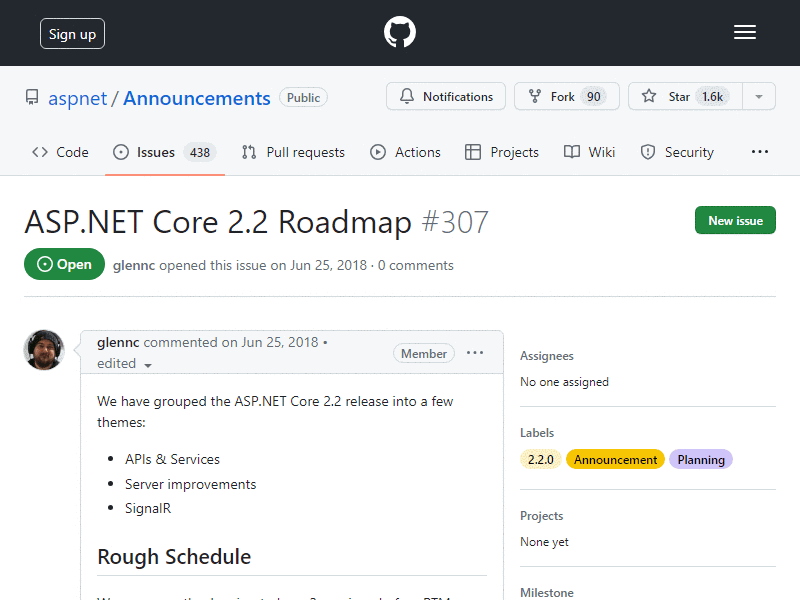 Sign up
aspnet / Announcements Public
Notifications Fork 90 Star 1.6k
Code Issues 438 Pull requests Actions Projects Wiki Security ...
ASP.NET Core 2.2 Roadmap #307
New issue
Open glennc opened this issue on Jun 25, 2018 · 0 comments
glennc commented on Jun 25, 2018 •
edited
Member ...
We have grouped the ASP.NET Core 2.2 release into a few
themes:
• APIs & Services
• Server improvements
• SignalR
Rough Schedule
Assignees
No one assigned
Labels
2.2.0 Announcement Planning
Projects
None yet
Milestone